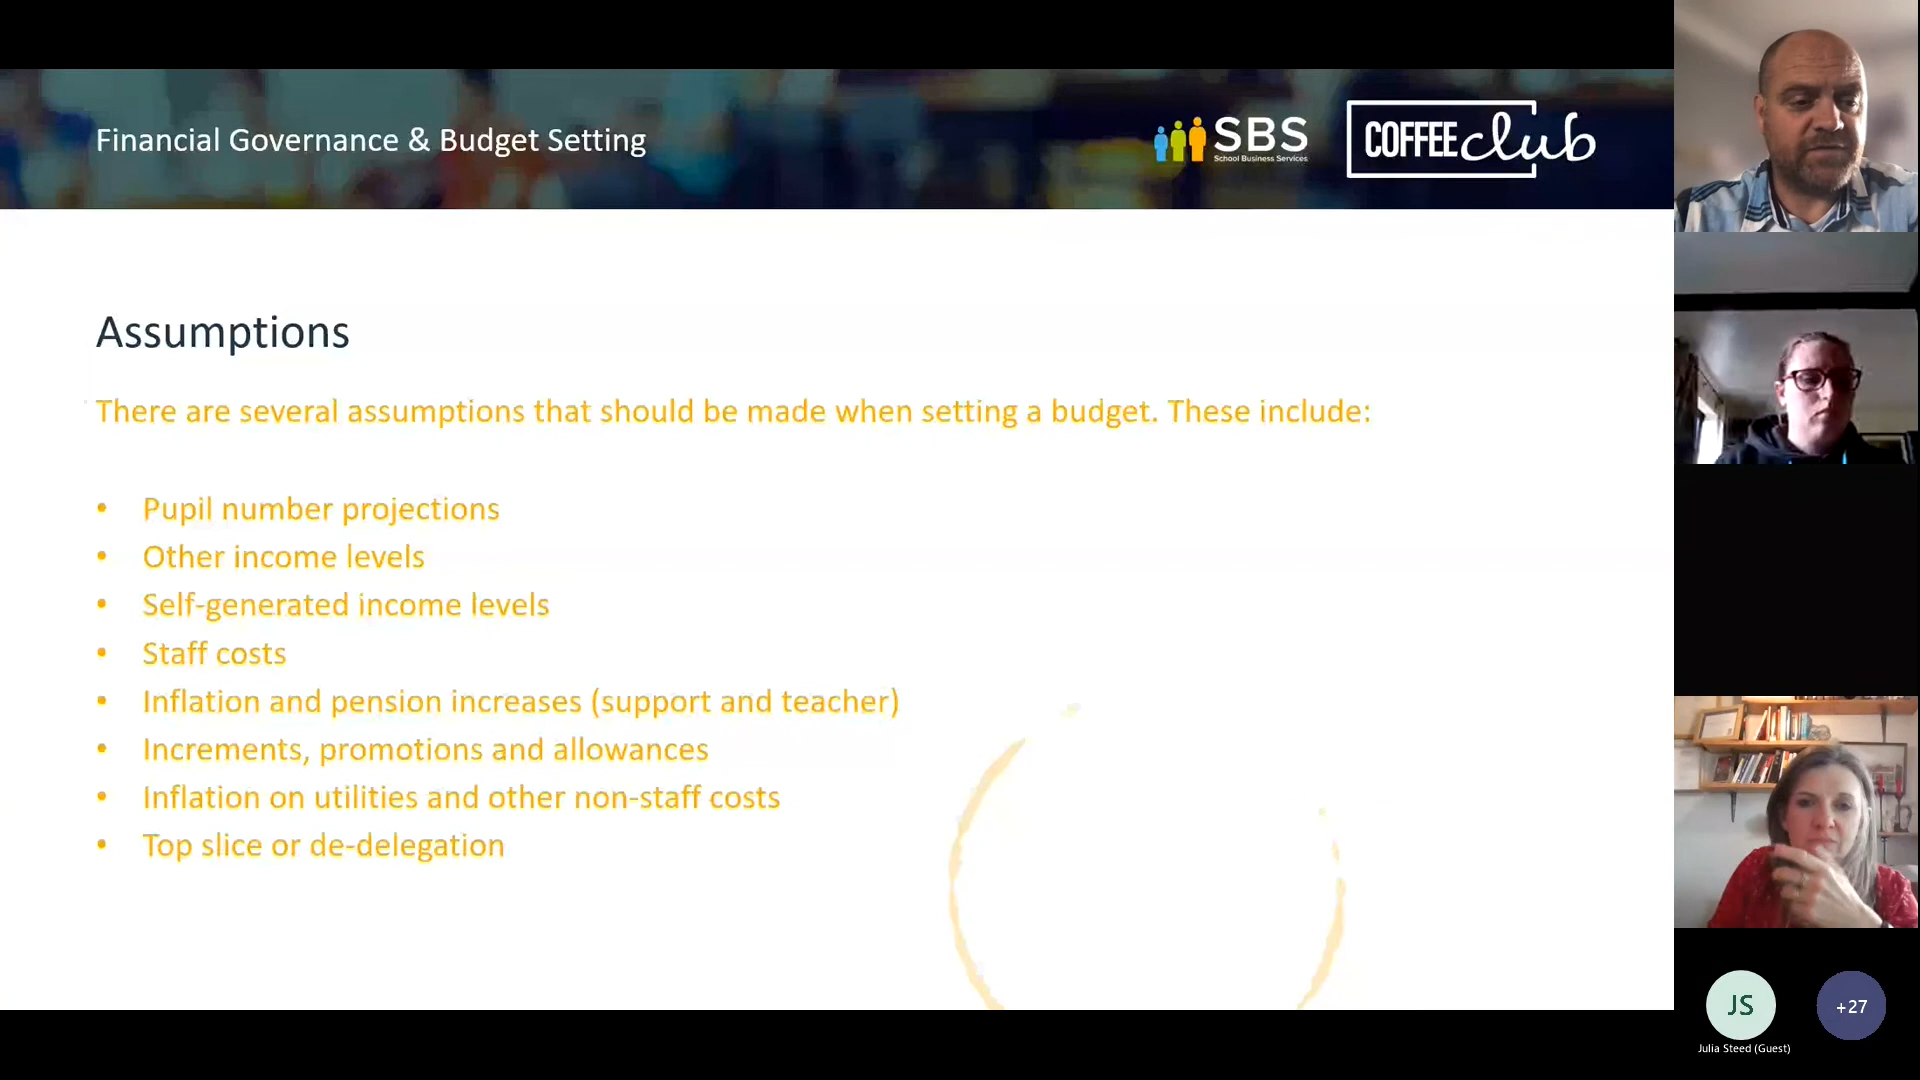 Financial Governance & Budget Setting
SBS
School Business Services
COFFEE club
Assumptions
There are several assumptions that should be made when setting a budget. These include:
• Pupil number projections
• Other income levels
• Self-generated income levels
• Staff costs
• Inflation and pension increases (support and teacher)
• Increments, promotions and allowances
• Inflation on utilities and other non-staff costs
• Top slice or de-delegation
JS
+27
Julia Steed (Guest)